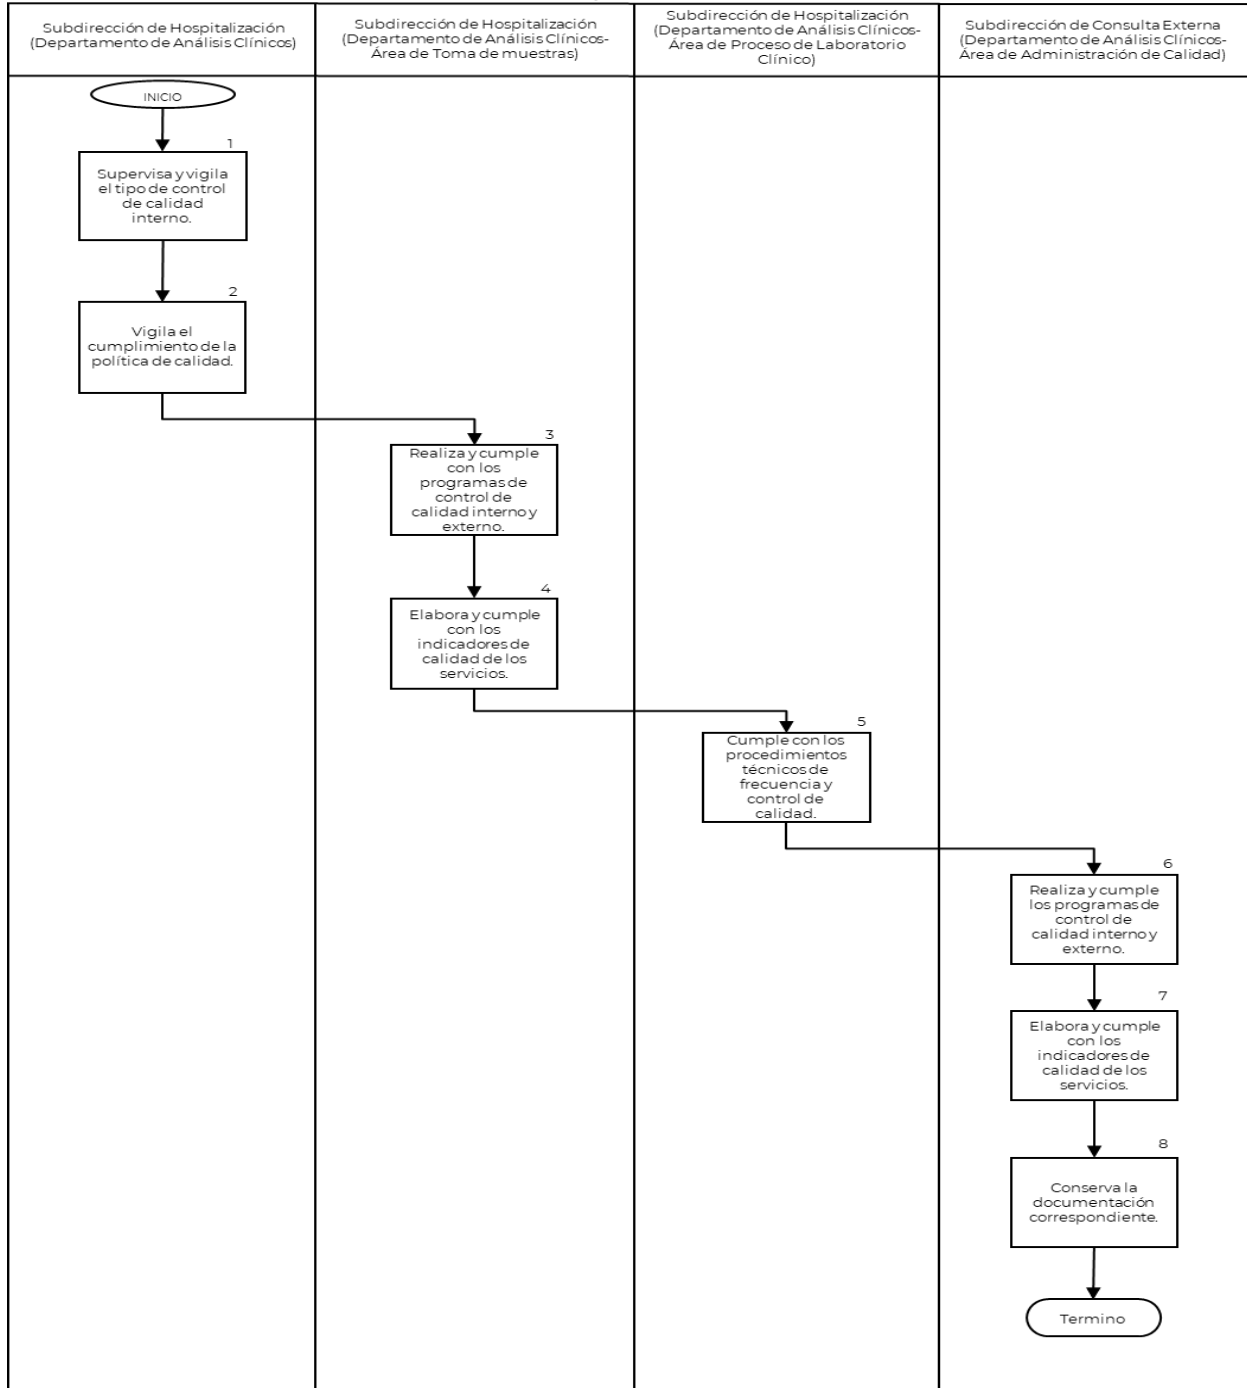 Subdirección de Hospitalización
(Departamento de Análisis Clínicos)
Subdirección de Hospitalización
(Departamento de Análisis Clínicos-
Área de Toma de muestras)
Subdirección de Hospitalización
(Departamento de Análisis Clínicos-
Área de Proceso de Laboratorio
Clínico)
Subdirección de Consulta Externa
(Departamento de Análisis Clínicos-
Área de Administración de Calidad)
INICIO
1
Supervisa y vigila
el tipo de control
de calidad
interno.
2
Vigila el
cumplimiento de la
política de calidad.
3
Realiza y cumple
con los
programas de
control de
calidad interno y
externo.
4
Elabora y cumple
con los
indicadores de
calidad de los
servicios.
5
Cumple con los
procedimientos
técnicos de
frecuencia y
control de
calidad.
6
Realiza y cumple
los programas de
control de
calidad interno y
externo.
7
Elabora y cumple
con los
indicadores de
calidad de los
servicios.
8
Conserva la
documentación
correspondiente.
Termino